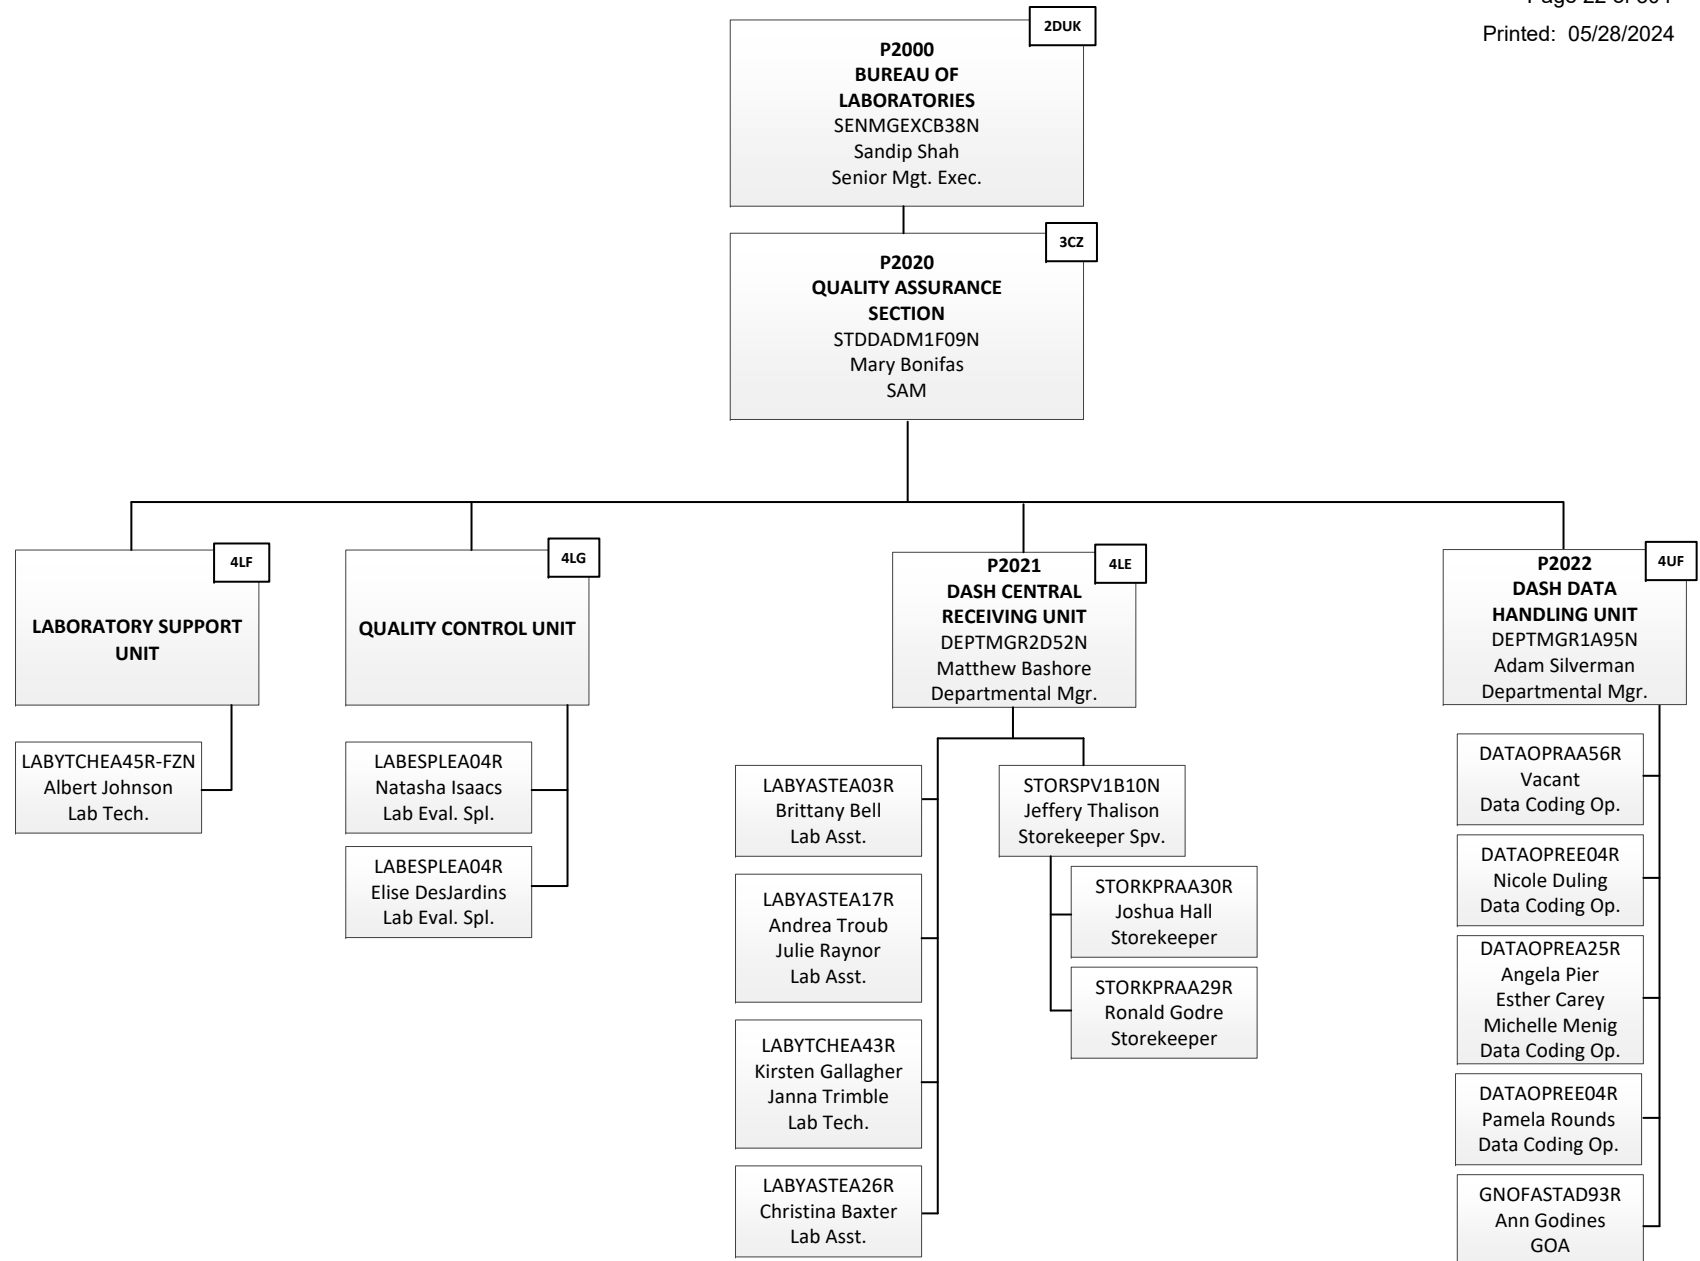 Printed: 05/28/2024
2DUK
P2000
BUREAU OF
LABORATORIES
SENMGEXCB38N
Sandip Shah
Senior Mgt. Exec.
3CZ
P2020
QUALITY ASSURANCE
SECTION
STDDADM1F09N
Mary Bonifas
SAM
4LF
LABORATORY SUPPORT
UNIT
LABYTCHEA45R-FZN
Albert Johnson
Lab Tech.
4LG
QUALITY CONTROL UNIT
LABESPLEA04R
Natasha Isaacs
Lab Eval. Spl.
LABESPLEA04R
Elise DesJardins
Lab Eval. Spl.
4LE
P2021
DASH CENTRAL
RECEIVING UNIT
DEPTMGR2D52N
Matthew Bashore
Departmental Mgr.
LABYASTEA03R
Brittany Bell
Lab Asst.
LABYASTEA17R
Andrea Troub
Julie Raynor
Lab Asst.
LABYTCHEA43R
Kirsten Gallagher
Janna Trimble
Lab Tech.
LABYASTEA26R
Christina Baxter
Lab Asst.
STORSPV1B10N
Jeffery Thalison
Storekeeper Spv.
STORKPRAA30R
Joshua Hall
Storekeeper
STORKPRAA29R
Ronald Godre
Storekeeper
4UF
P2022
DASH DATA
HANDLING UNIT
DEPTMGR1A95N
Adam Silverman
Departmental Mgr.
DATAOPRAA56R
Vacant
Data Coding Op.
DATAOPREE04R
Nicole Duling
Data Coding Op.
DATAOPREA25R
Angela Pier
Esther Carey
Michelle Menig
Data Coding Op.
DATAOPREE04R
Pamela Rounds
Data Coding Op.
GNOFASTAD93R
Ann Godines
GOA